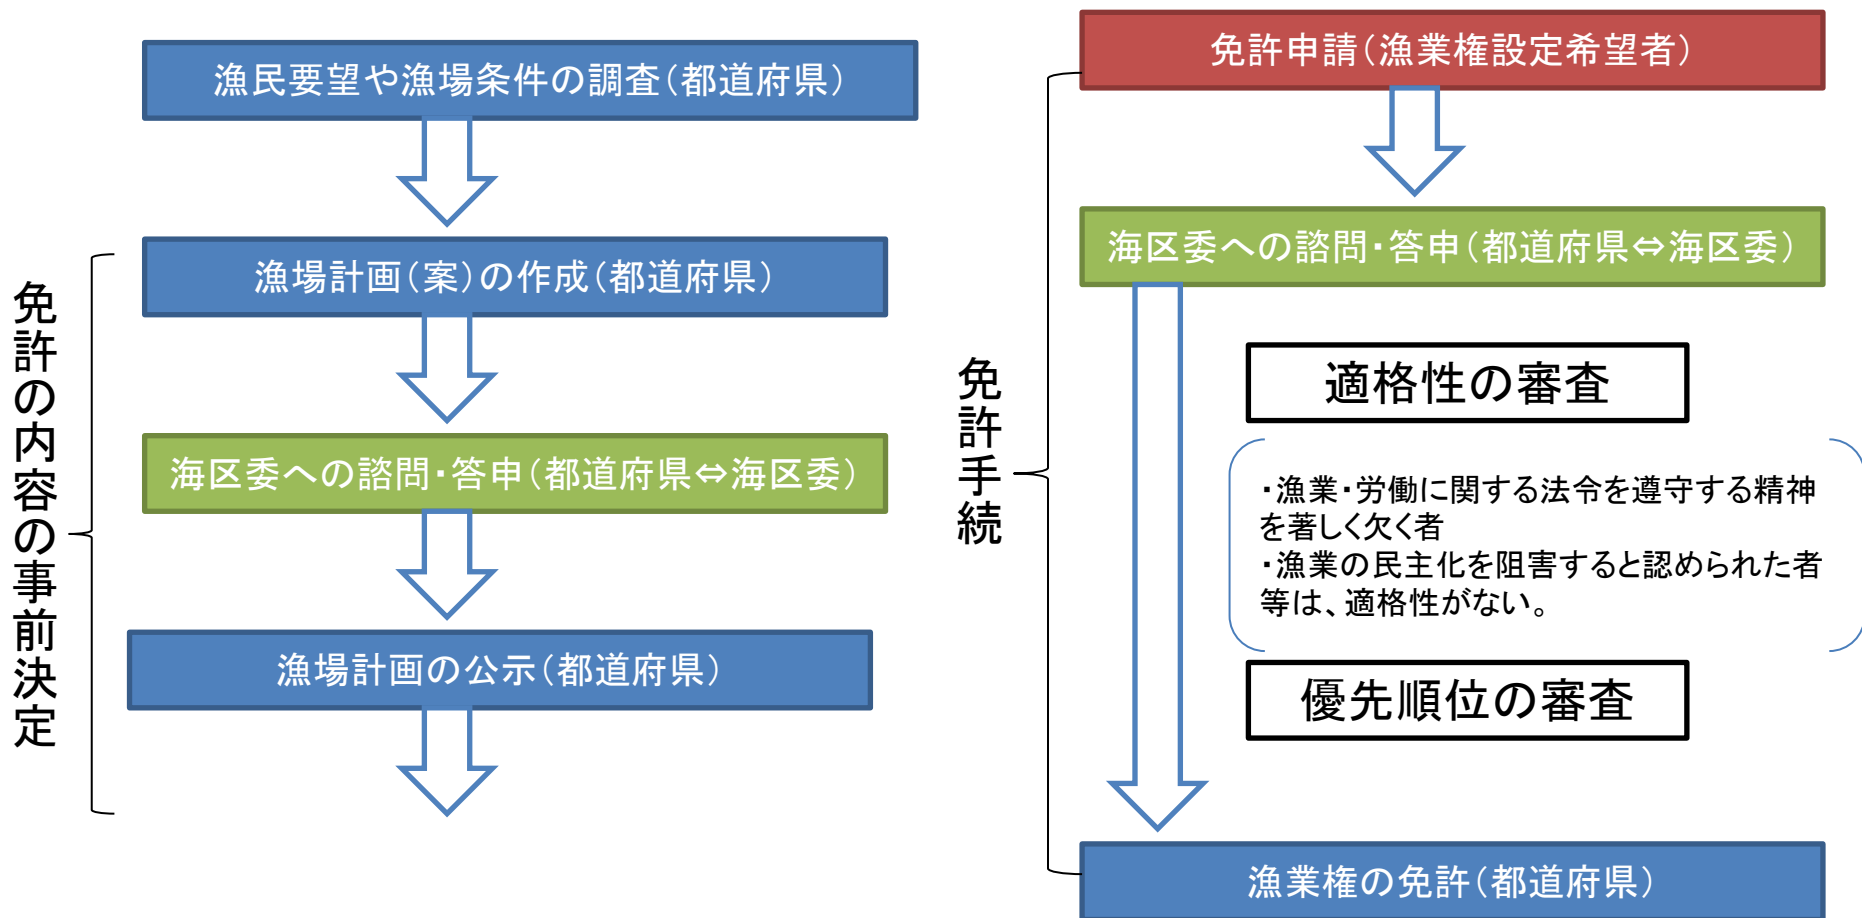 漁民要望や漁場条件の調査（都道府県）
免許の内容の事前決定
漁場計画（案）の作成（都道府県）
海区委への諮問・答申（都道府県⇔海区委）
漁場計画の公示（都道府県）
免許手続
免許申請（漁業権設定希望者）
海区委への諮問・答申（都道府県⇔海区委）
適格性の審査
・漁業・労働に関する法令を遵守する精神
を著しく欠く者
・漁業の民主化を阻害すると認められた者
等は、適格性がない。
優先順位の審査
漁業権の免許（都道府県）